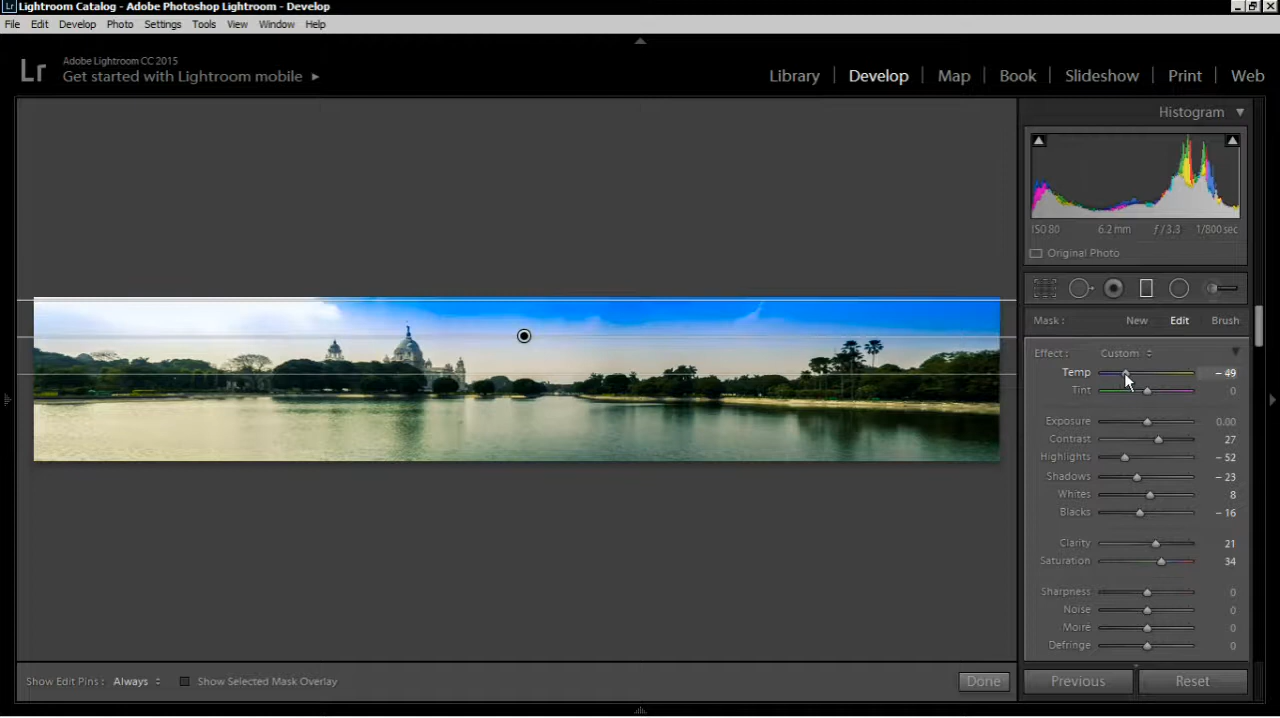 Lr Lightroom Catalog - Adobe Photoshop Lightroom - Develop
File Edit Develop Photo Settings Tools View Window Help
Lr
Adobe Lightroom CC 2015
Get started with Lightroom mobile ▸
Library | Develop | Map | Book | Slideshow | Print | Web
Histogram
ISO 80 6.2 mm ƒ / 3.3 1/800 sec
Original Photo
Mask : New Edit Brush
Effect : Custom
Temp − 49
Tint 0
Exposure 0.00
Contrast 27
Highlights − 52
Shadows − 23
Whites 8
Blacks − 16
Clarity 21
Saturation 34
Sharpness 0
Noise 0
Moiré 0
Defringe 0
Show Edit Pins : Always Show Selected Mask Overlay Done Previous Reset